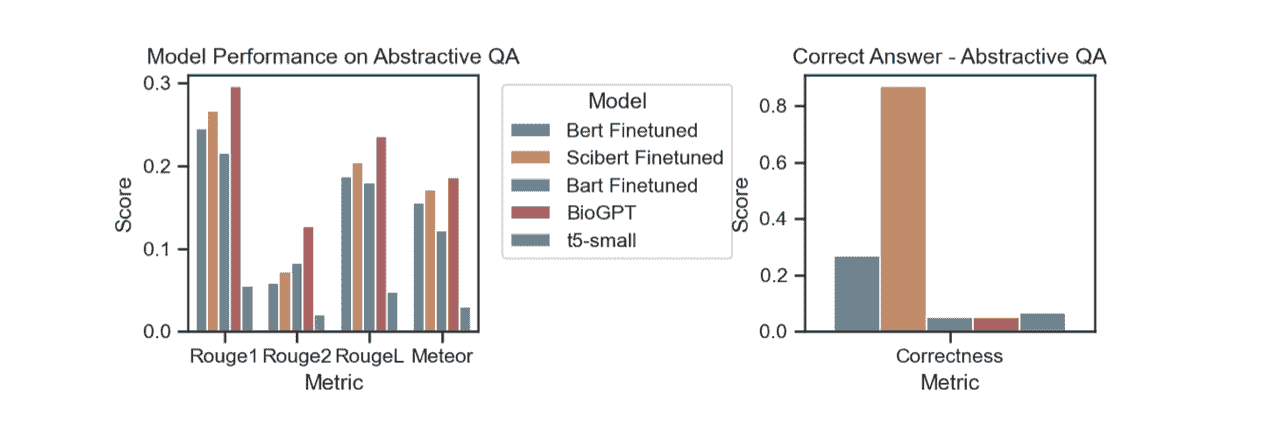 Model Performance on Abstractive QA
0.3
0.2
0.1
0.0
Score
Rouge1 Rouge2 RougeL Meteor
Metric
Model
Bert Finetuned
Scibert Finetuned
Bart Finetuned
BioGPT
t5-small
Correct Answer - Abstractive QA
0.8
0.6
0.4
0.2
0.0
Score
Correctness
Metric